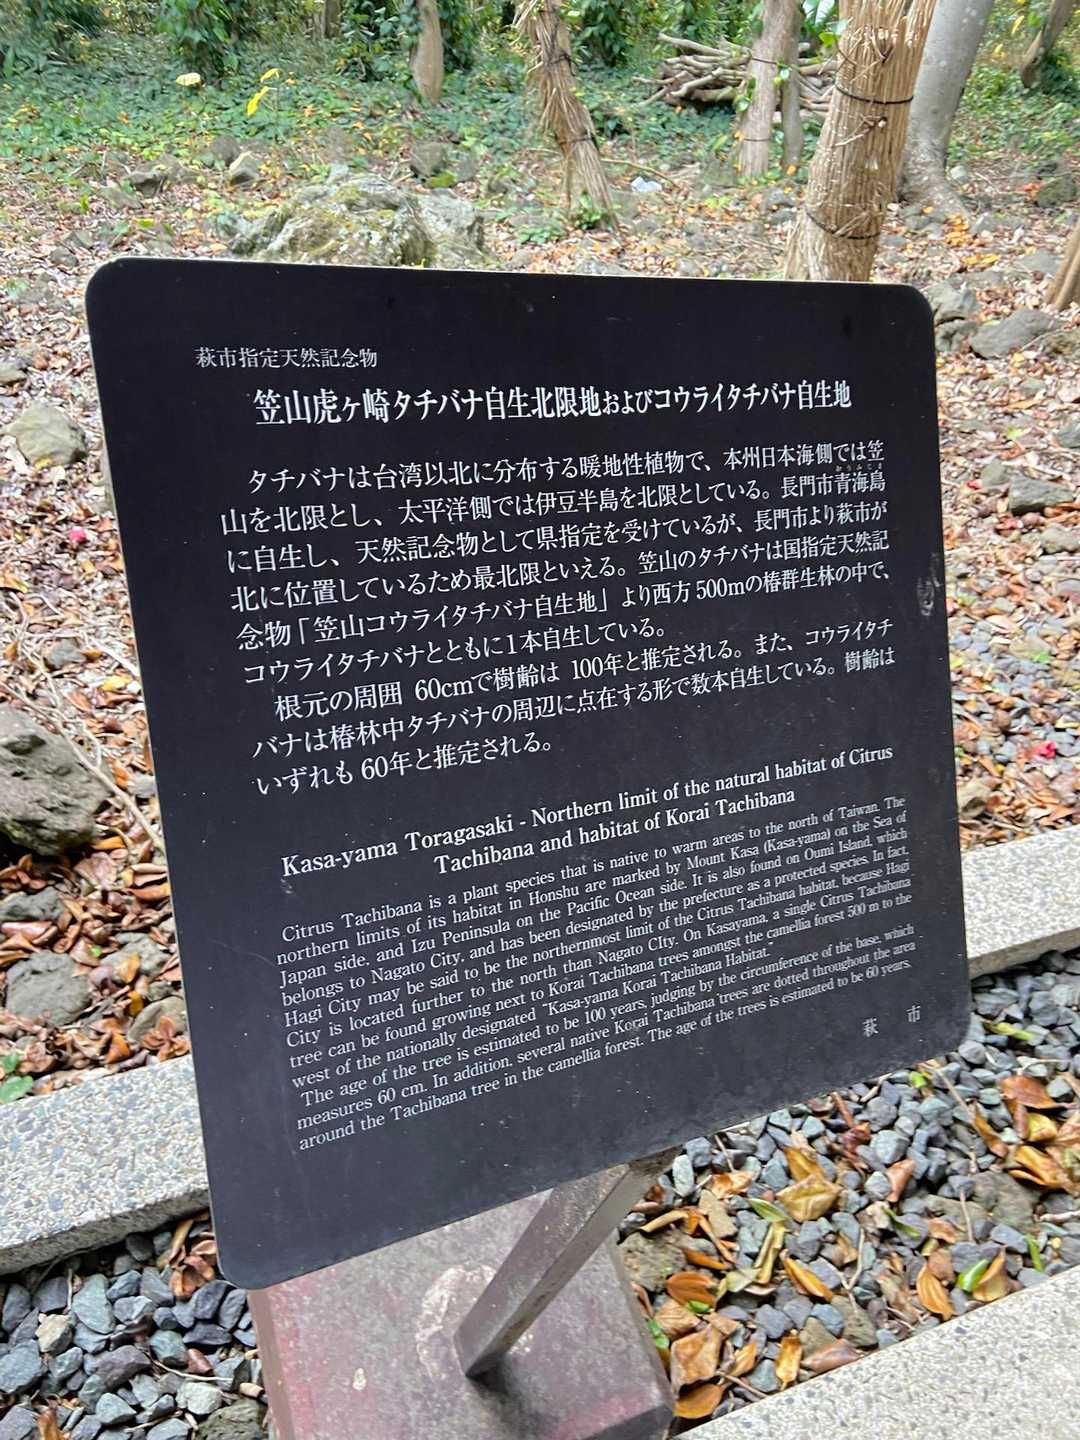 萩市指定天然記念物
笠山虎ヶ崎タチバナ自生北限地およびコウライタチバナ自生地
タチバナは台湾以北に分布する暖地性植物で、本州日本海側では笠
山を北限とし、太平洋側では伊豆半島を北限としている。長門市青海島
おうみじま
に自生し、天然記念物として県指定を受けているが、長門市より萩市が
北に位置しているため最北限といえる。笠山のタチバナは国指定天然記
念物「笠山コウライタチバナ自生地」より西方500mの椿群生林の中で、
コウライタチバナとともに1本自生している。
根元の周囲 60cmで樹齢は 100年と推定される。また、コウライタチ
バナは椿林中タチバナの周辺に点在する形で数本自生している。樹齢は
いずれも 60年と推定される。
Kasa-yama Toragasaki - Northern limit of the natural habitat of Citrus
Tachibana and habitat of Korai Tachibana
Citrus Tachibana is a plant species that is native to warm areas to the north of Taiwan. The
northern limits of its habitat in Honshu are marked by Mount Kasa (Kasa-yama) on the Sea of
Japan side, and Izu Peninsula on the Pacific Ocean side. It is also found on Oumi Island, which
belongs to Nagato City, and has been designated by the prefecture as a protected species. In fact,
Hagi City may be said to be the northernmost limit of the Citrus Tachibana habitat, because Hagi
City is located further to the north than Nagato CIty. On Kasayama, a single Citrus Tachibana
tree can be found growing next to Korai Tachibana trees amongst the camellia forest 500 m to the
west of the nationally designated "Kasa-yama Korai Tachibana Habitat."
The age of the tree is estimated to be 100 years, judging by the circumference of the base, which
measures 60 cm. In addition, several native Korai Tachibana trees are dotted throughout the area
around the Tachibana tree in the camellia forest. The age of the trees is estimated to be 60 years.
萩 市